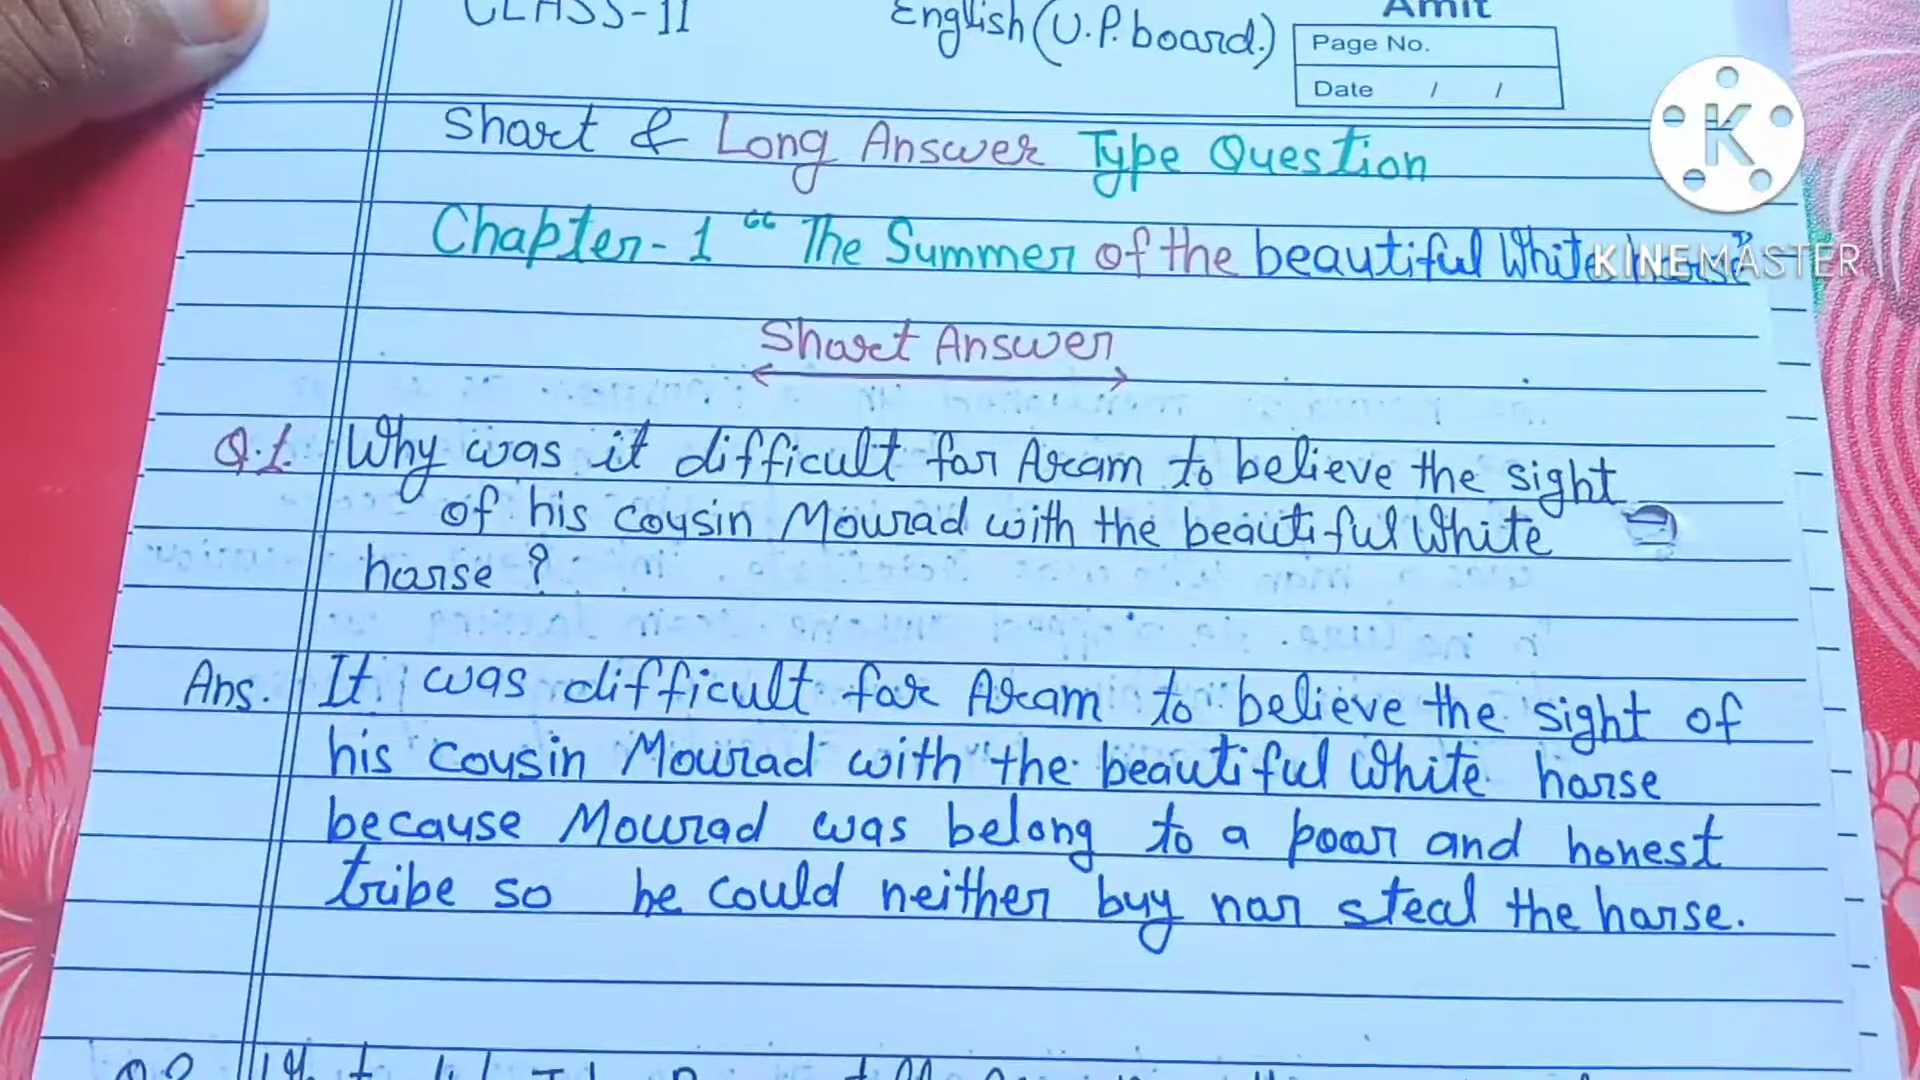 CLASS-11
English (U.P. board.)
Amit
Page No.
Date / /
Short & Long Answer Type Question
Chapter-1 "The Summer of the beautiful White horse"
KINEMASTER
Short Answer
Q.1. Why was it difficult for Aram to believe the sight
of his cousin Mourad with the beautiful White
horse ?
Ans. It was difficult for Aram to believe the sight of
his cousin Mourad with the beautiful White horse
because Mourad was belong to a poor and honest
tribe so he could neither buy nor steal the horse.